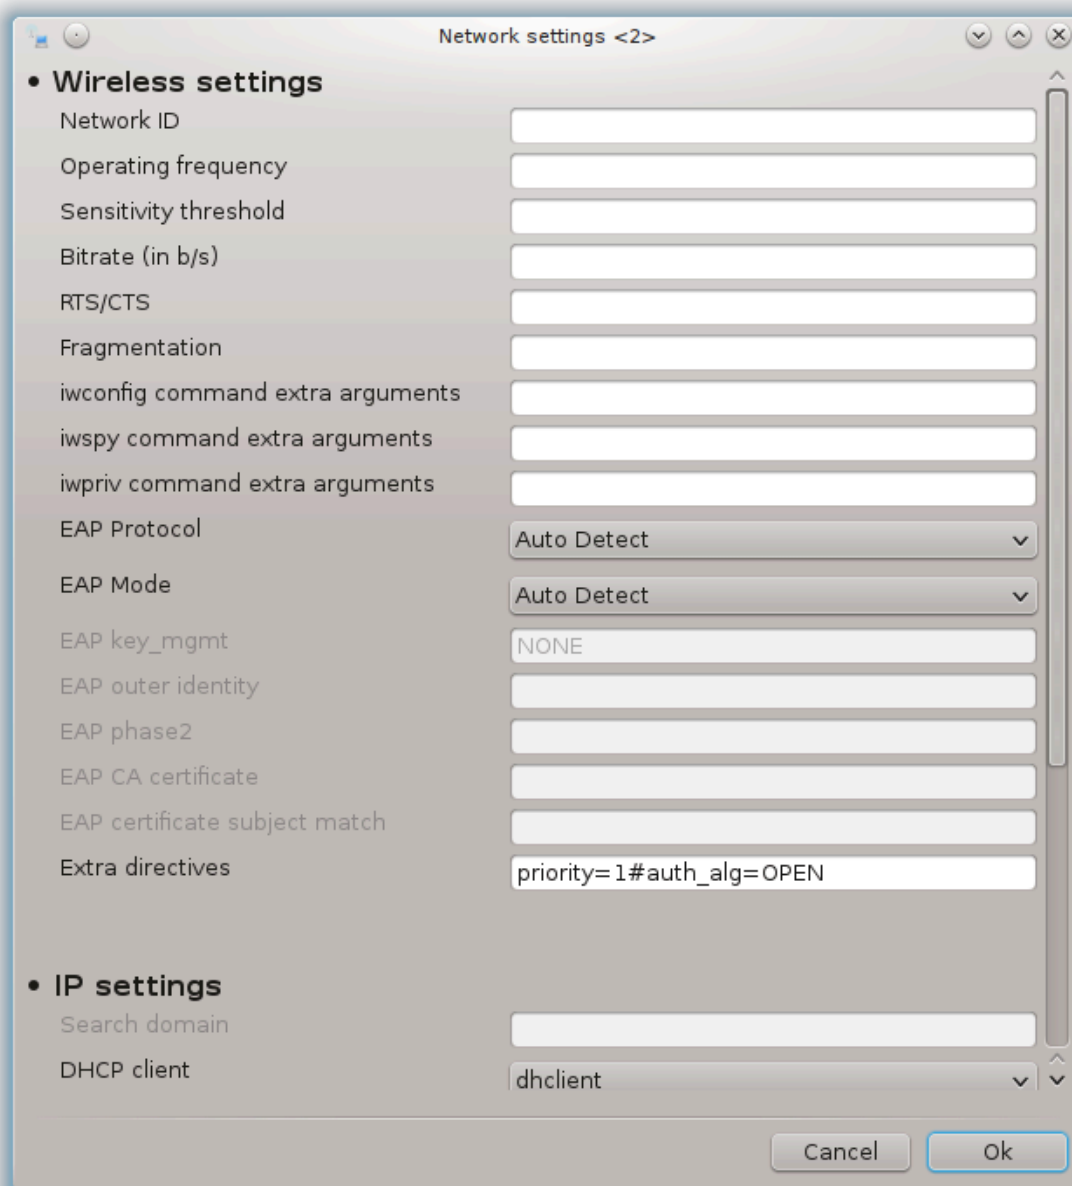 Network settings <2>
• Wireless settings
Network ID
Operating frequency
Sensitivity threshold
Bitrate (in b/s)
RTS/CTS
Fragmentation
iwconfig command extra arguments
iwspy command extra arguments
iwpriv command extra arguments
EAP Protocol Auto Detect
EAP Mode Auto Detect
EAP key_mgmt NONE
EAP outer identity
EAP phase2
EAP CA certificate
EAP certificate subject match
Extra directives priority=1#auth_alg=OPEN
• IP settings
Search domain
DHCP client dhclient
Cancel Ok